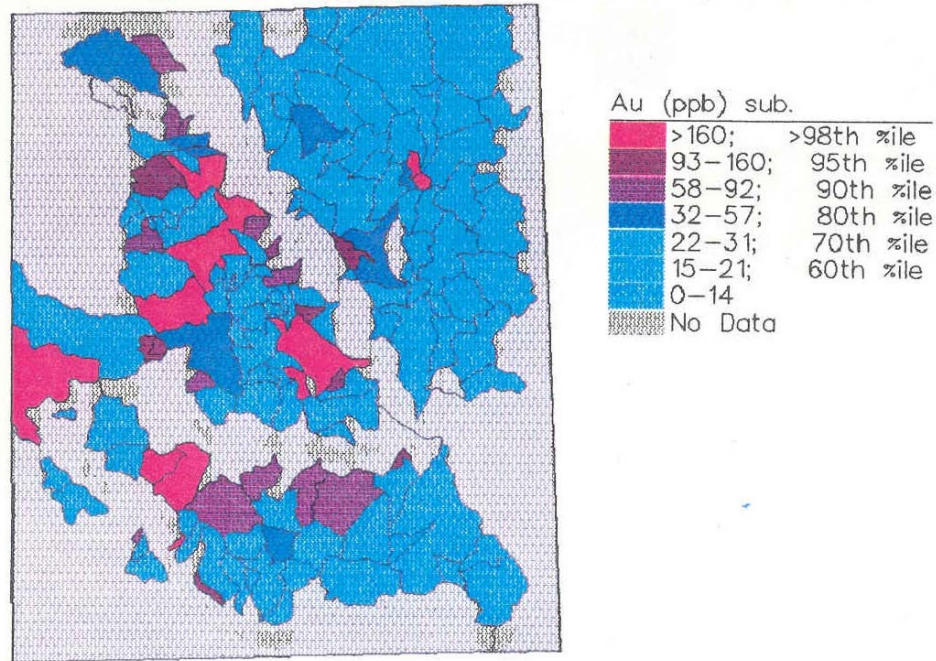 Au (ppb) sub.
>160; >98th %ile
93-160; 95th %ile
58-92; 90th %ile
32-57; 80th %ile
22-31; 70th %ile
15-21; 60th %ile
0-14
No Data